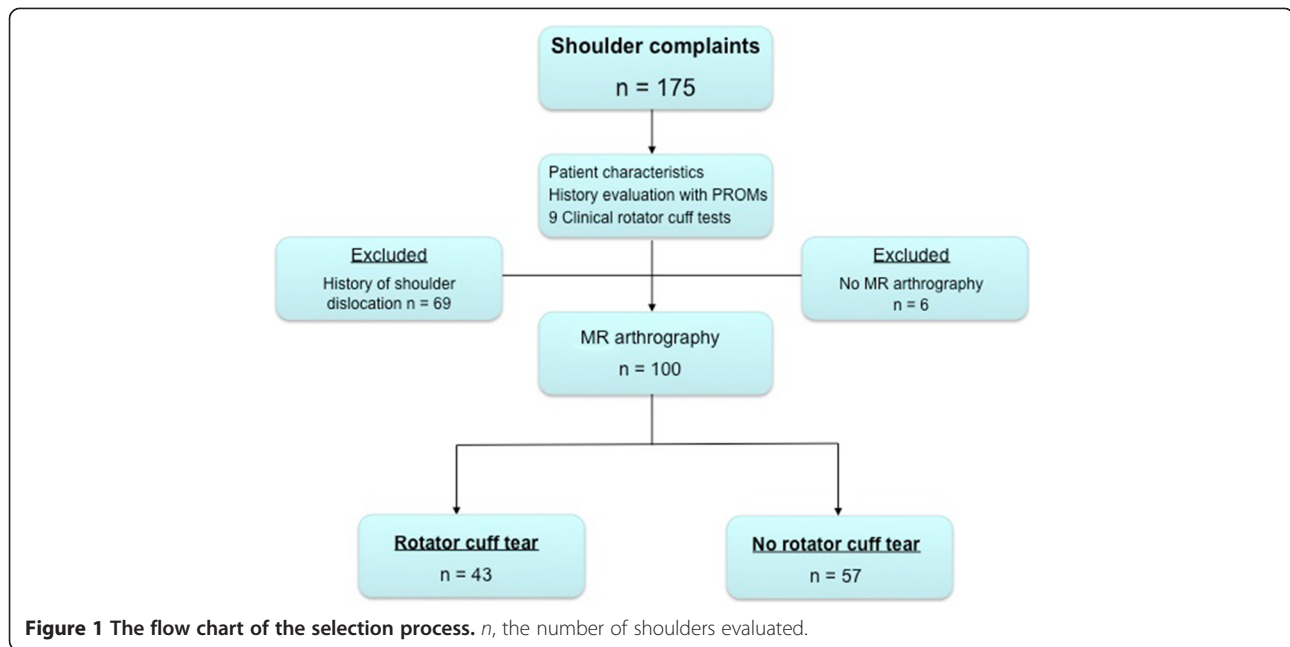 Shoulder complaints
n = 175
Patient characteristics
History evaluation with PROMs
9 Clinical rotator cuff tests
Excluded
History of shoulder
dislocation n = 69
Excluded
No MR arthrography
n = 6
MR arthrography
n = 100
Rotator cuff tear
n = 43
No rotator cuff tear
n = 57
Figure 1 The flow chart of the selection process. n, the number of shoulders evaluated.